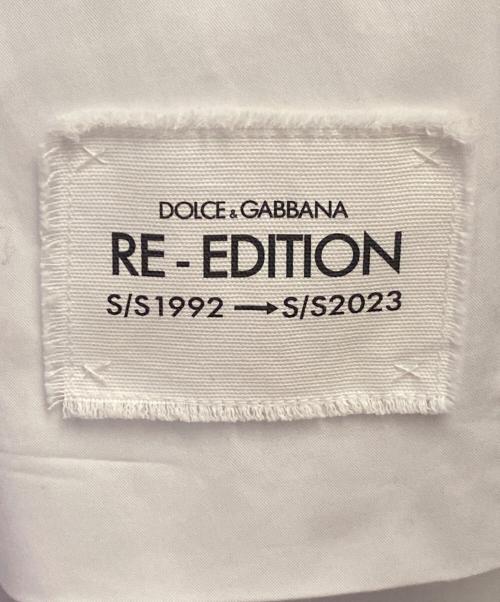 DOLCE & GABBANA
RE - EDITION
S/S1992 → S/S2023